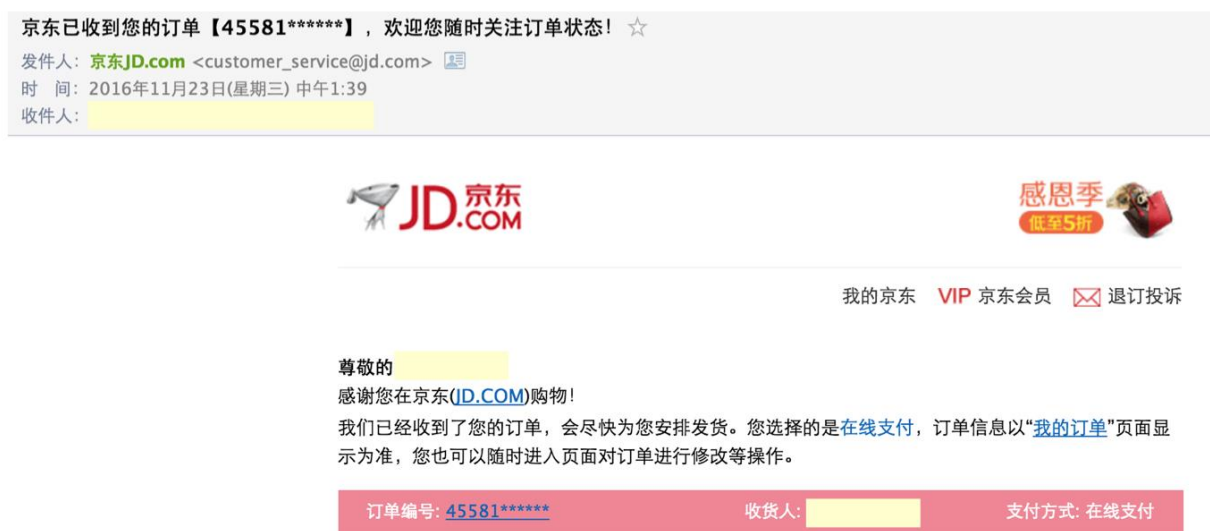 京东已收到您的订单【45581******】，欢迎您随时关注订单状态！
发件人：京东JD.com <customer_service@jd.com>
时 间：2016年11月23日(星期三) 中午1:39
收件人：
JD.COM 京东
感恩季
低至5折
我的京东 VIP 京东会员 退订投诉
尊敬的
感谢您在京东(JD.COM)购物！
我们已经收到了您的订单，会尽快为您安排发货。您选择的是在线支付，订单信息以“我的订单”页面显
示为准，您也可以随时进入页面对订单进行修改等操作。
订单编号: 45581****** 收货人: 支付方式: 在线支付